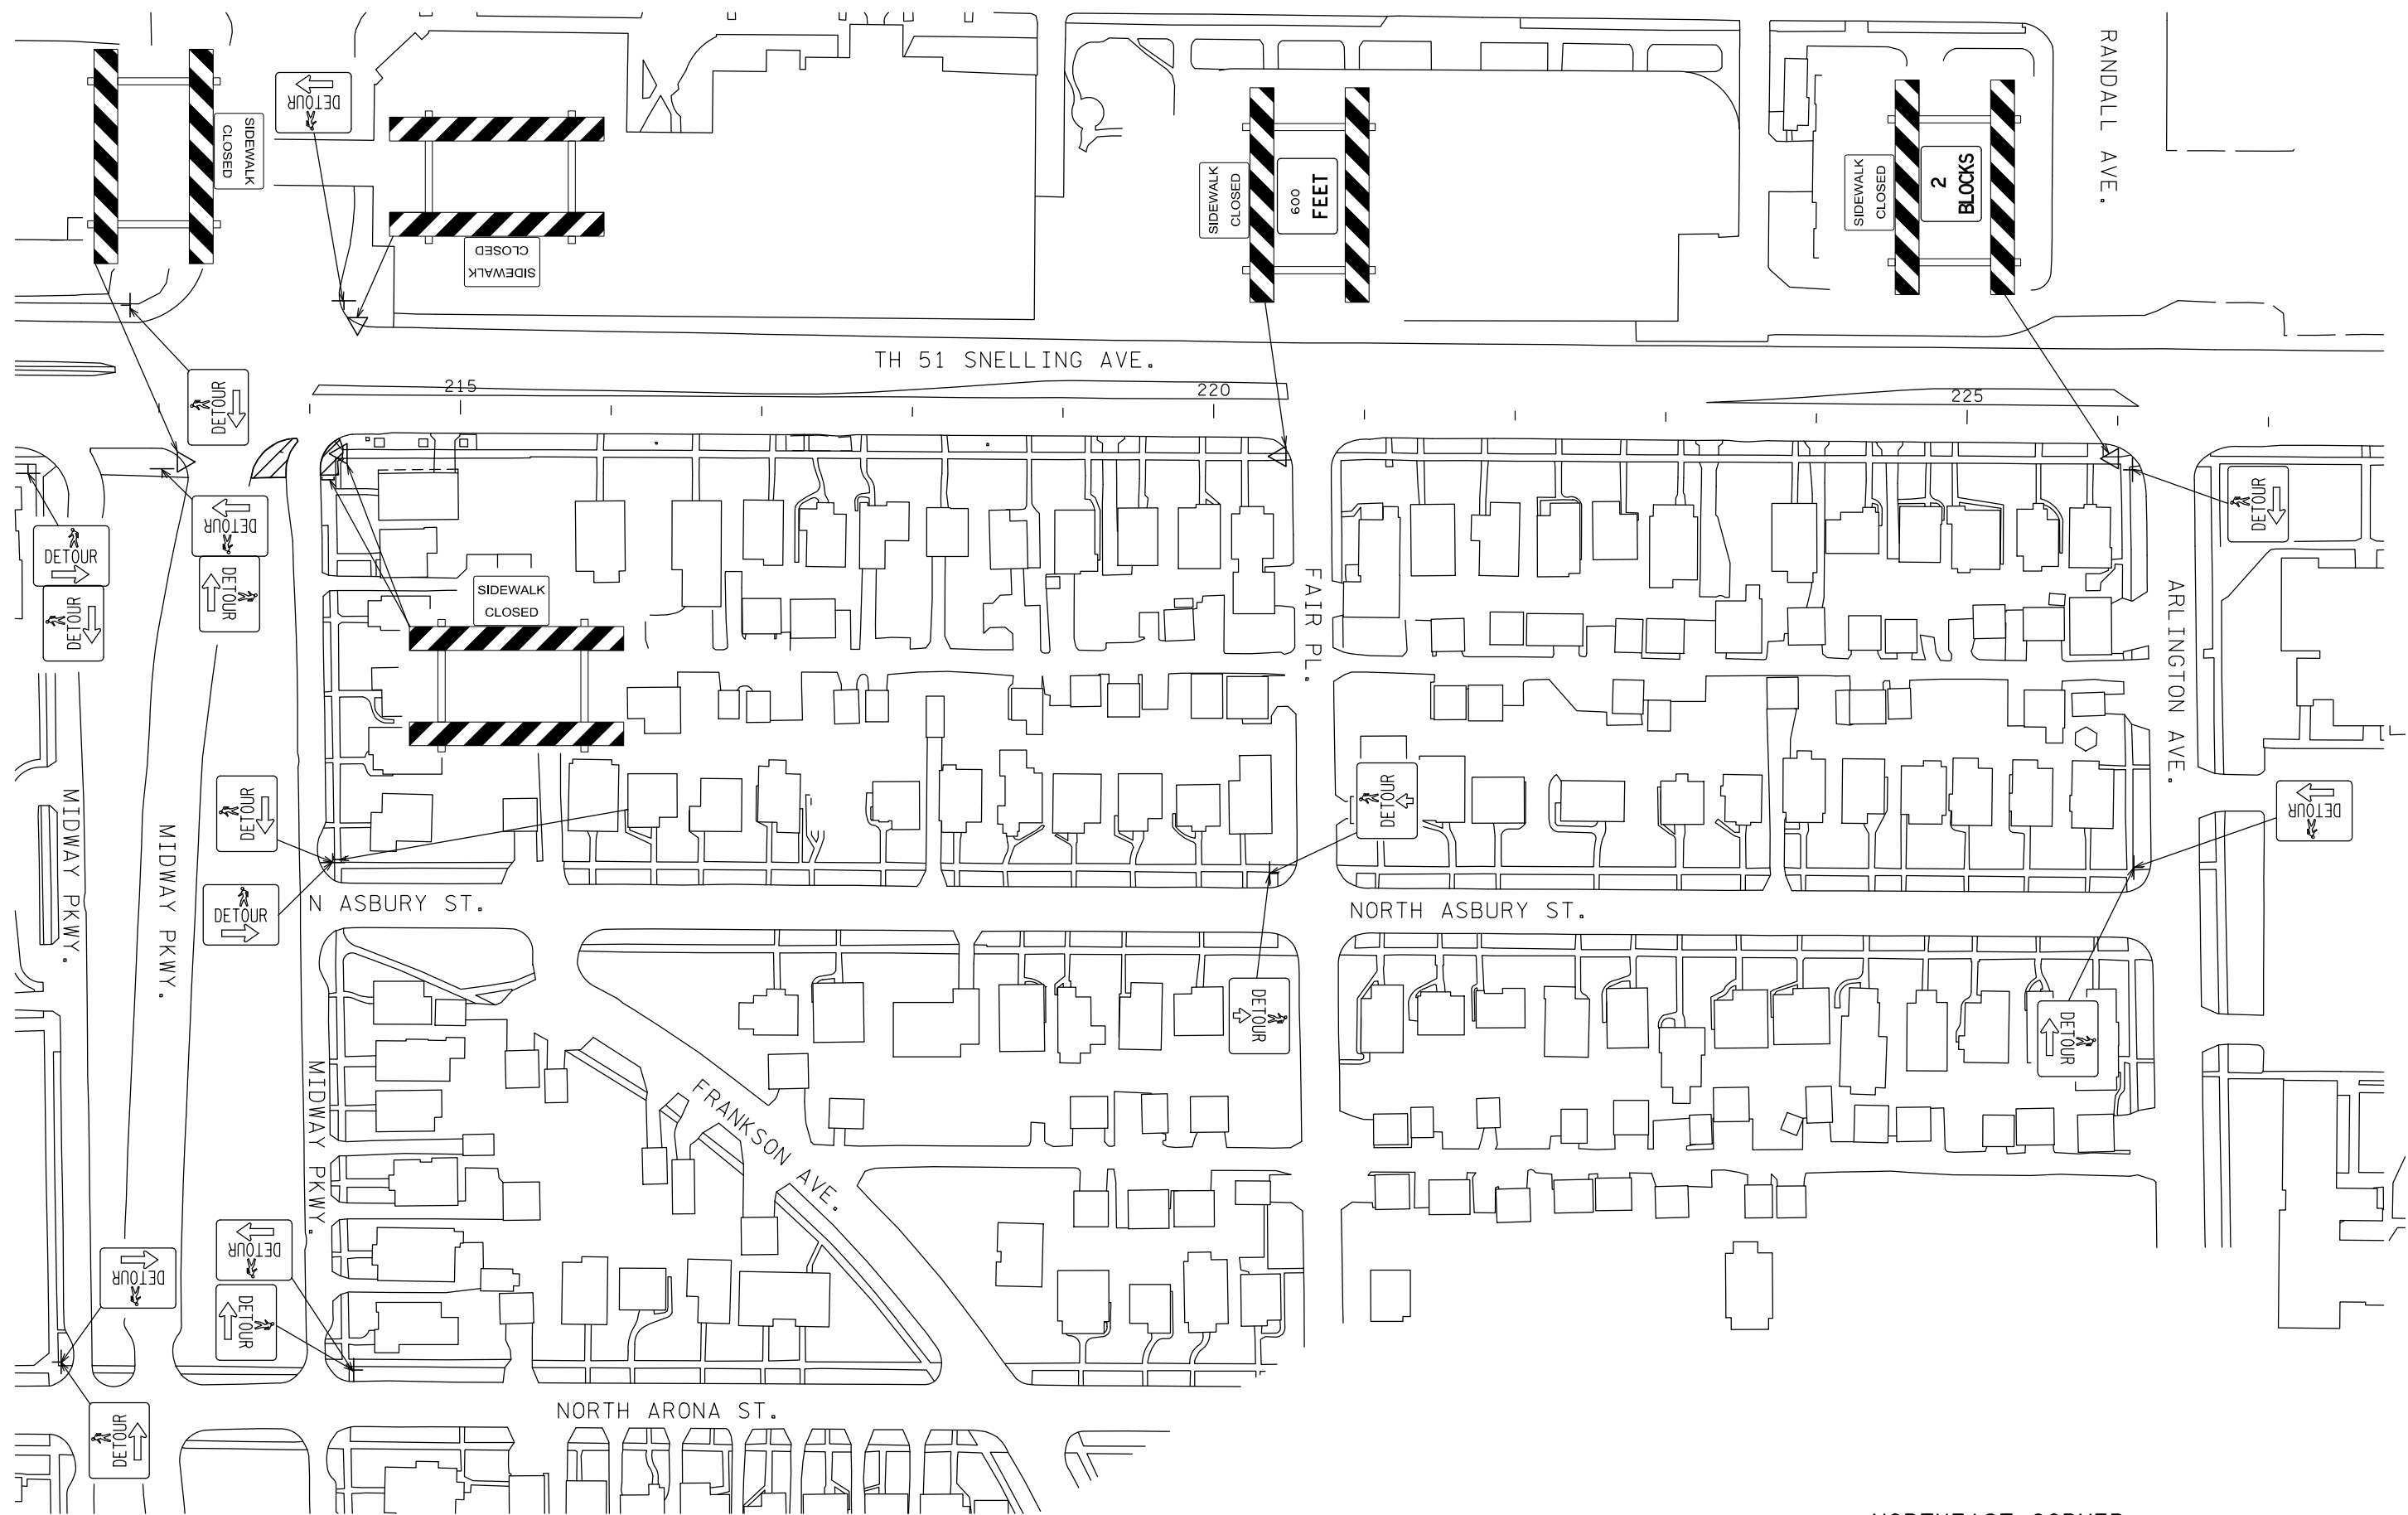 RANDALL AVE.
DETOUR
SIDEWALK
CLOSED
SIDEWALK
CLOSED
SIDEWALK
CLOSED
600
FEET
SIDEWALK
CLOSED
2
BLOCKS
TH 51 SNELLING AVE.
215
220
225
DETOUR
DETOUR
DETOUR
DETOUR
DETOUR
DETOUR
SIDEWALK
CLOSED
FAIR PL.
ARLINGTON AVE.
MIDWAY PKWY.
MIDWAY PKWY.
DETOUR
DETOUR
DETOUR
DETOUR
N ASBURY ST.
NORTH ASBURY ST.
DETOUR
DETOUR
MIDWAY PKWY.
FRANKSON AVE.
DETOUR
DETOUR
DETOUR
DETOUR
NORTH ARONA ST.